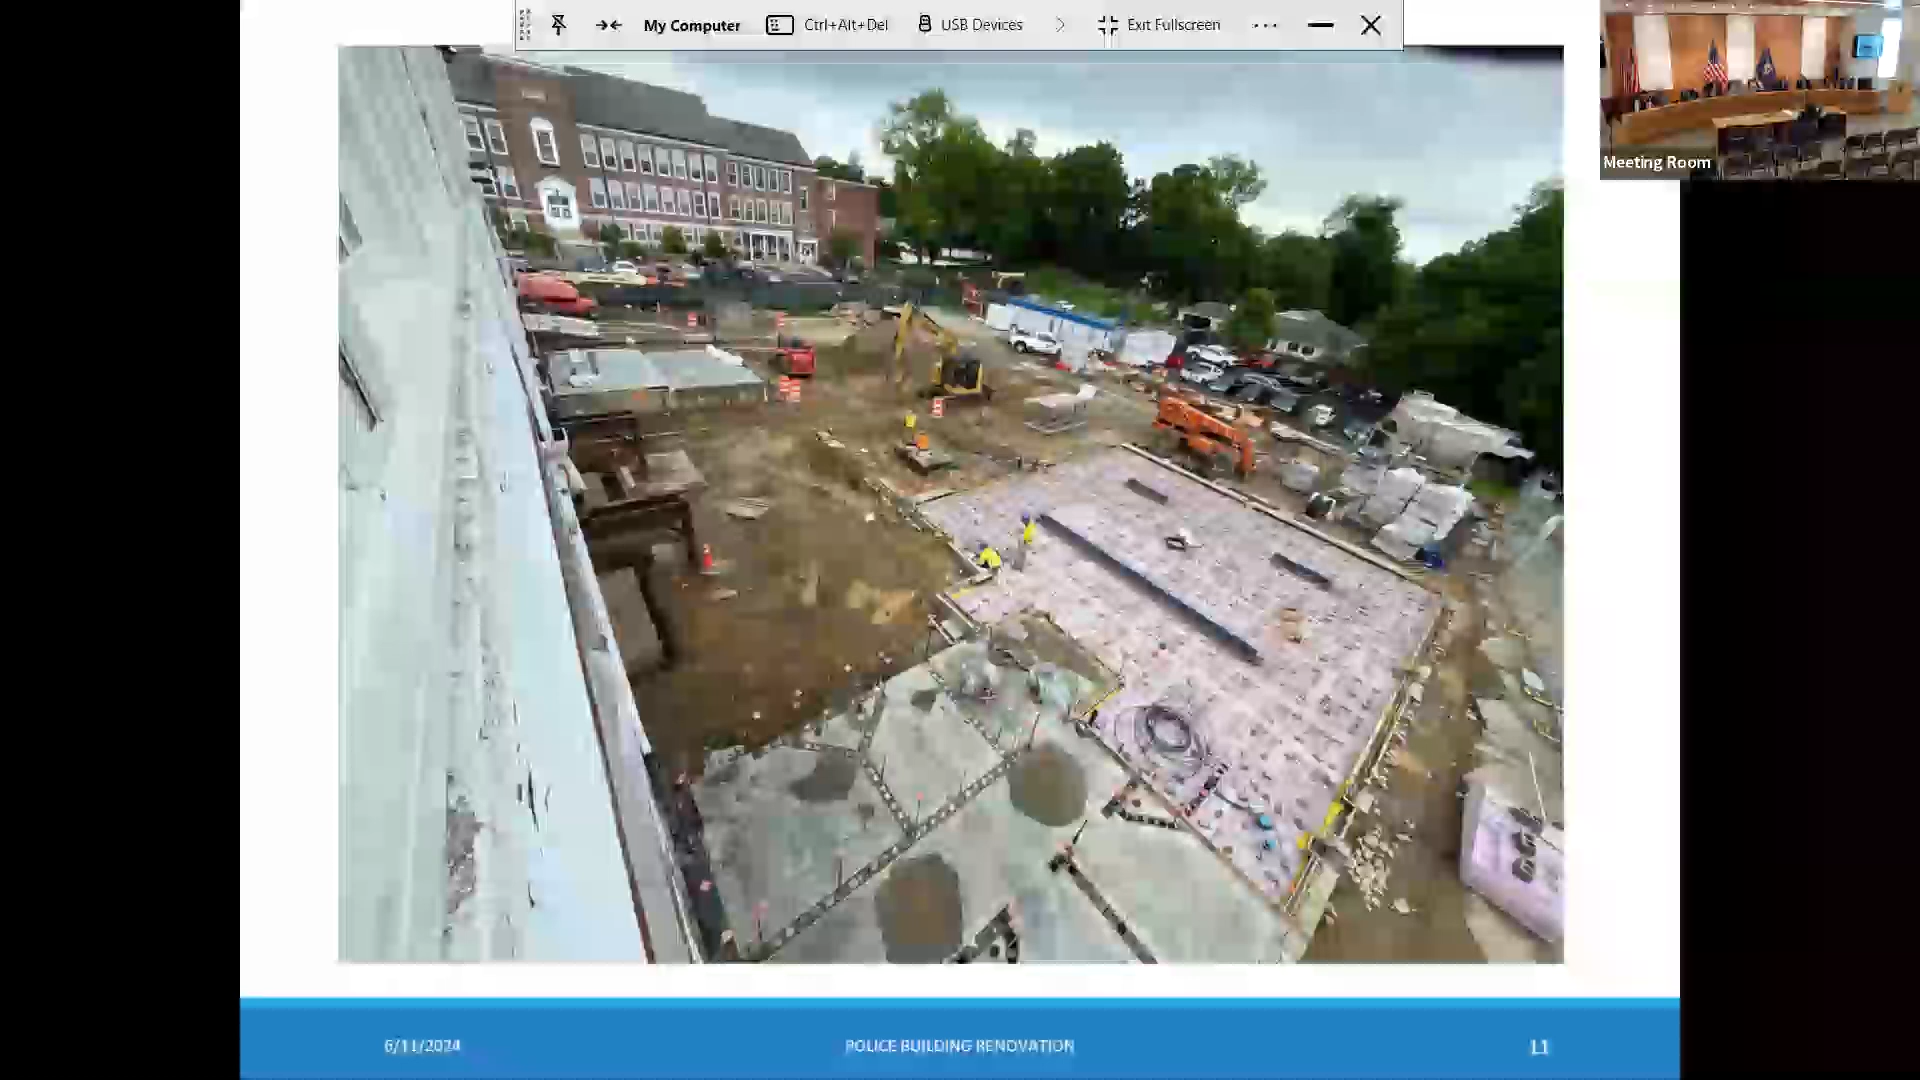 My Computer
Ctrl+Alt+Del
USB Devices
Exit Fullscreen
Meeting Room
6/11/2024
POLICE BUILDING RENOVATION
11